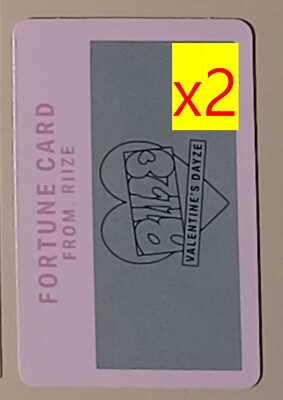 x2
FORTUNE CARD
FROM. RIIZE
VALENTINE'S DAYZE